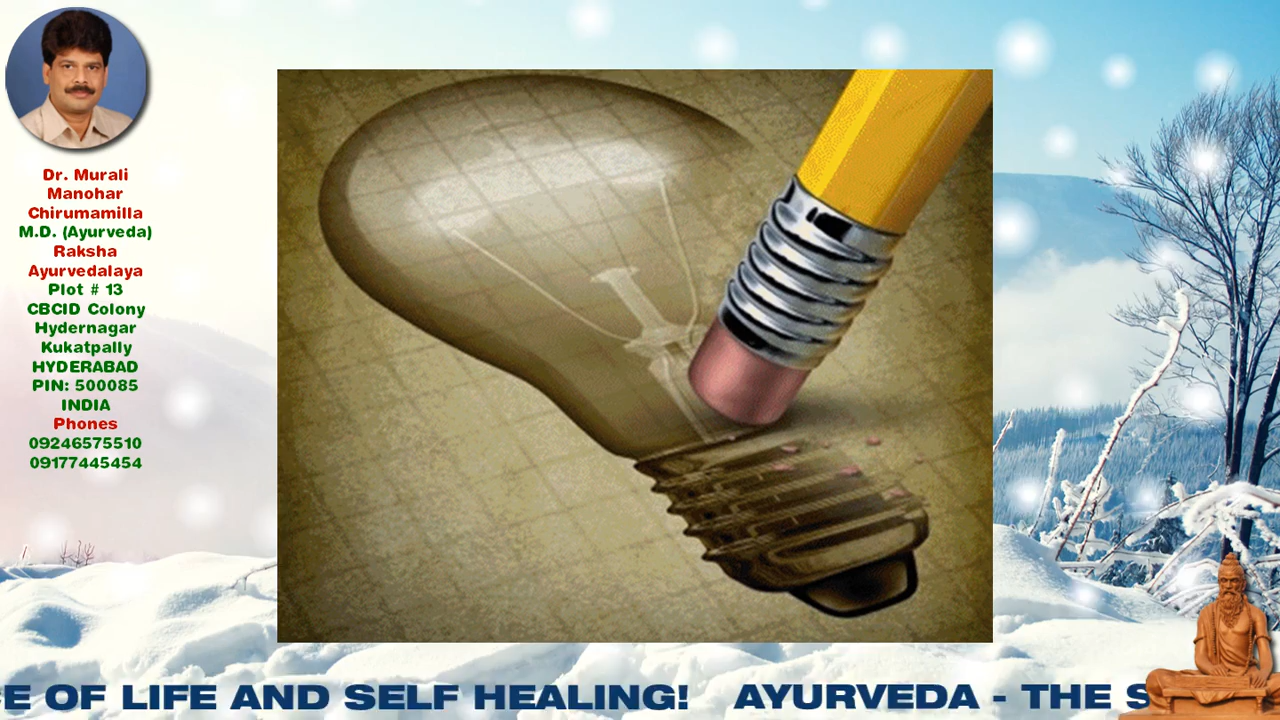 Dr. Murali
Manohar
Chirumamilla
M.D. (Ayurveda)
Raksha
Ayurvedalaya
Plot # 13
CBCID Colony
Hydernagar
Kukatpally
HYDERABAD
PIN: 500085
INDIA
Phones
09246575510
09177445454
CE OF LIFE AND SELF HEALING! AYURVEDA - THE S